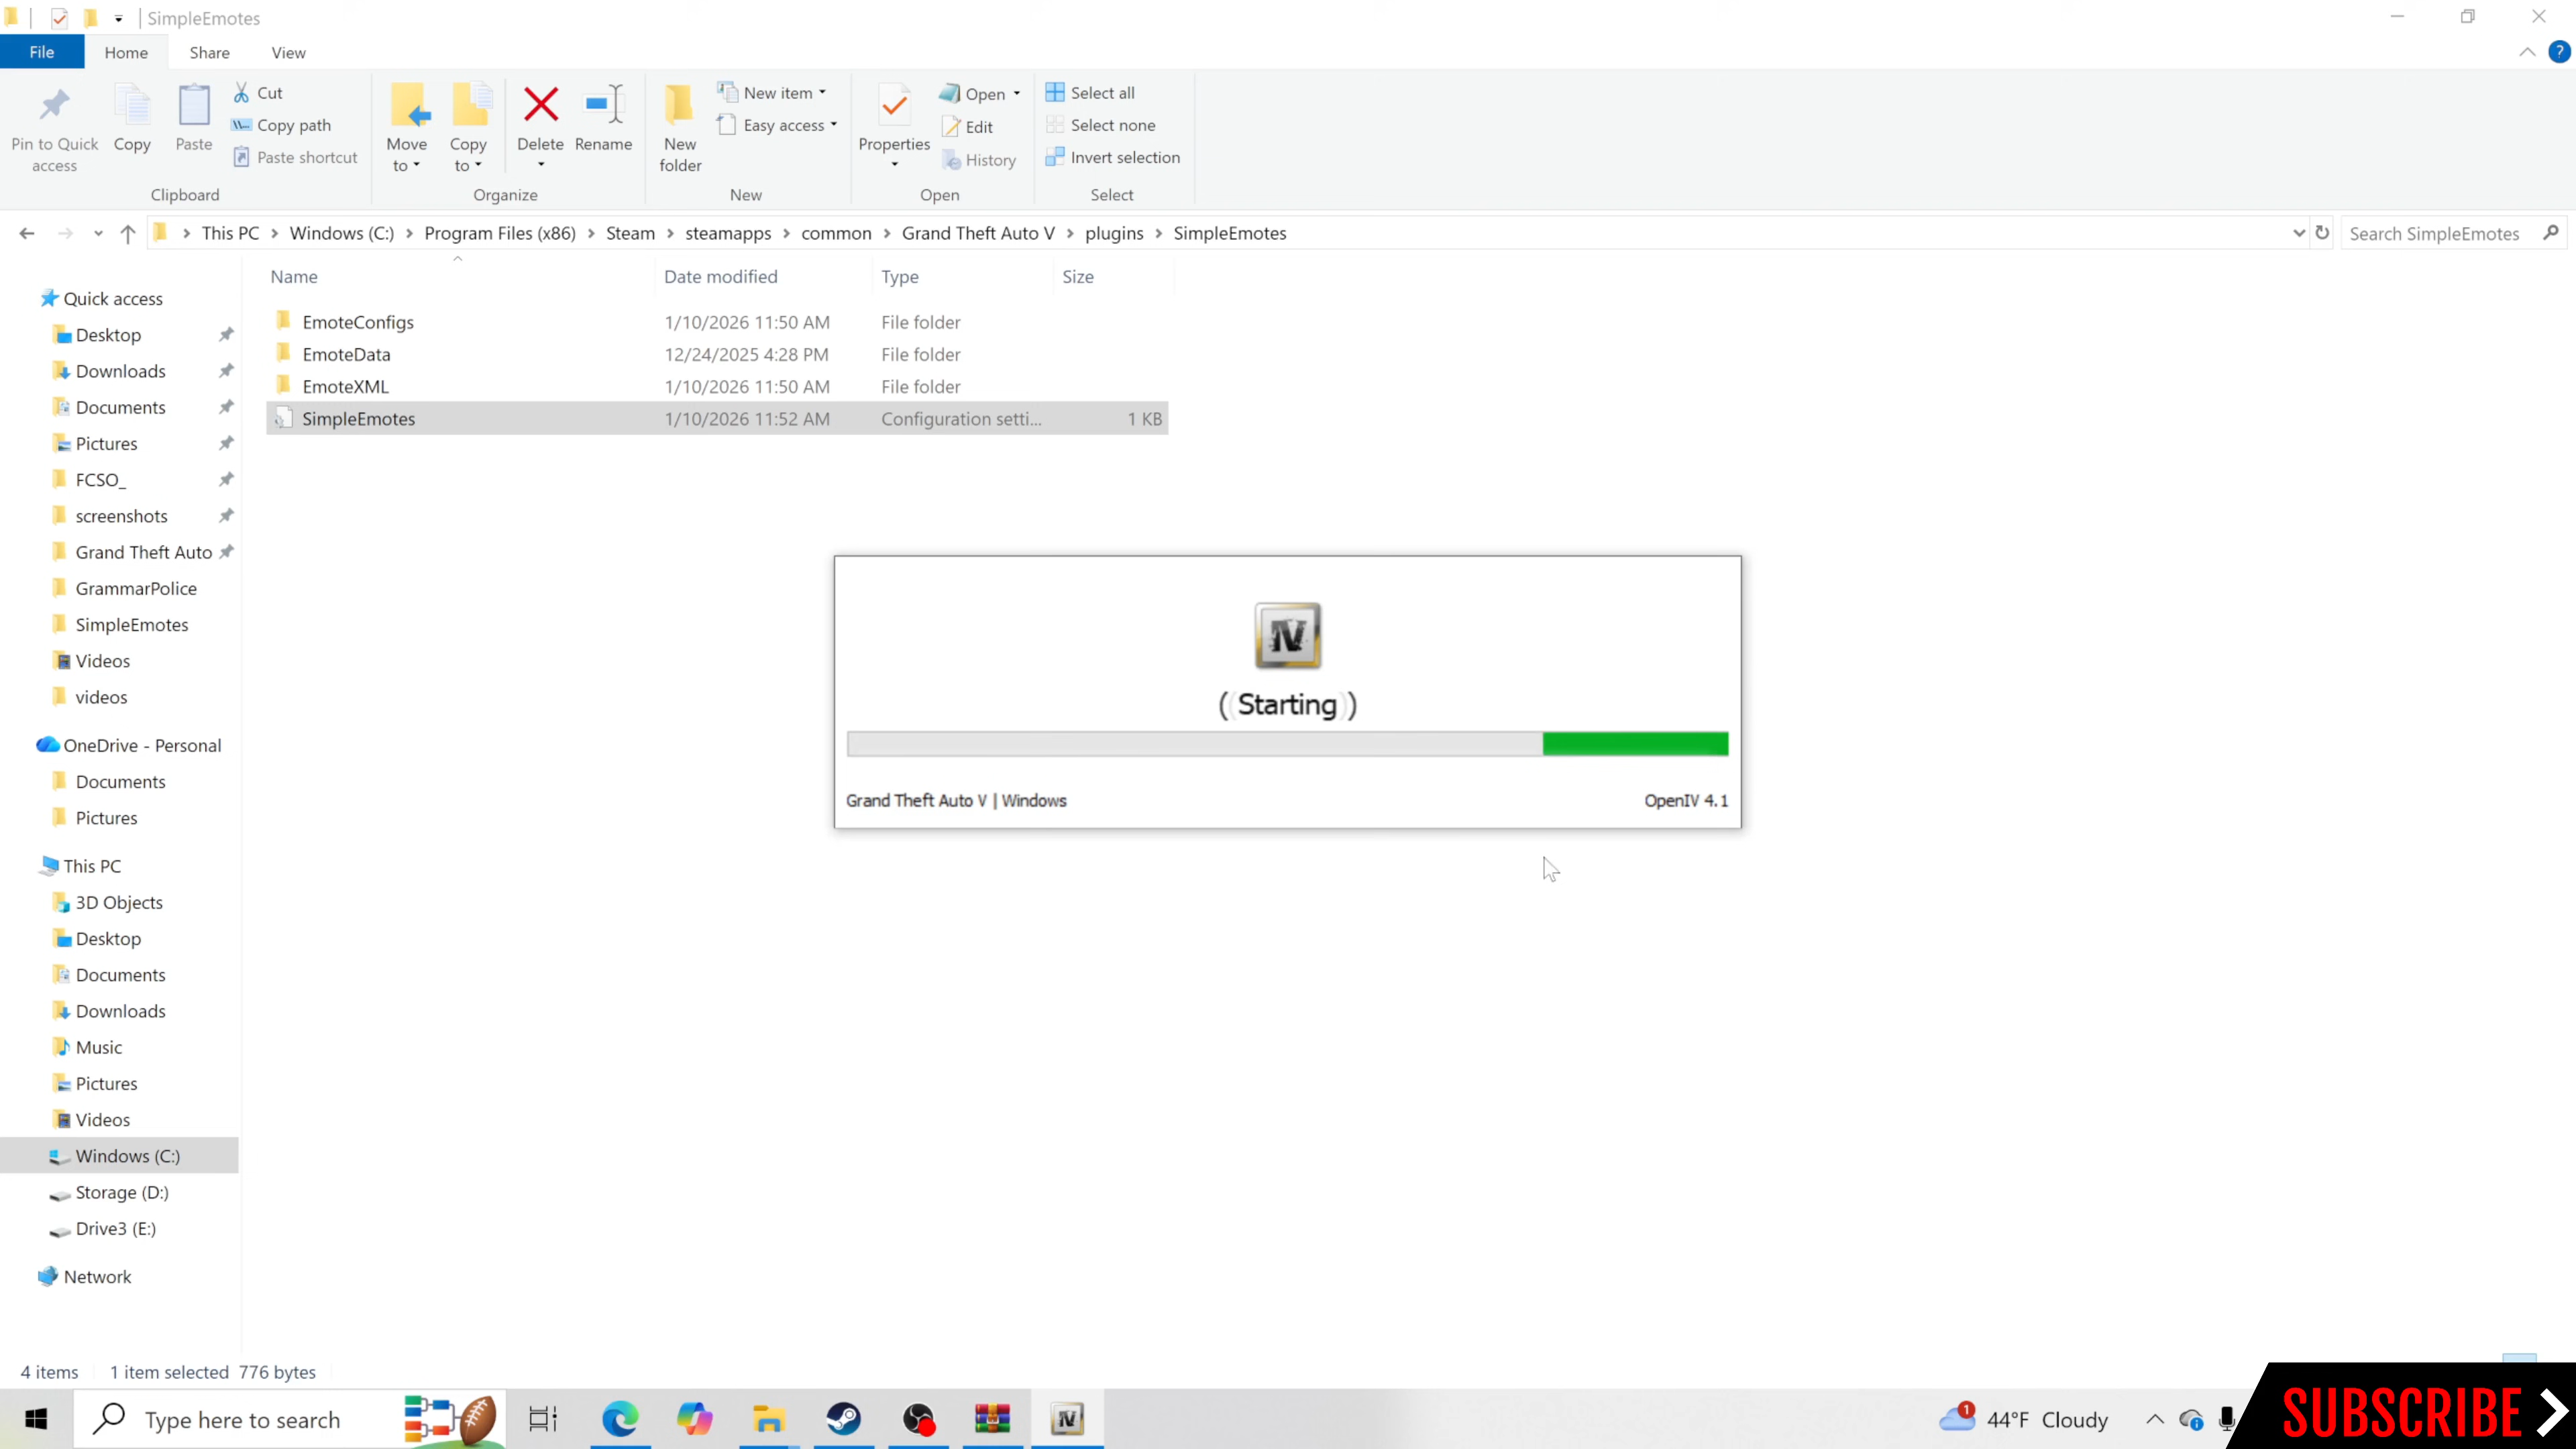 SimpleEmotes
File Home Share View
Pin to Quick access
Copy
Paste
Cut
Copy path
Paste shortcut
Clipboard
Move to
Copy to
Delete
Rename
Organize
New folder
New item
Easy access
New
Properties
Open
Edit
History
Open
Select all
Select none
Invert selection
Select
This PC > Windows (C:) > Program Files (x86) > Steam > steamapps > common > Grand Theft Auto V > plugins > SimpleEmotes
Search SimpleEmotes
Name Date modified Type Size
EmoteConfigs 1/10/2026 11:50 AM File folder
EmoteData 12/24/2025 4:28 PM File folder
EmoteXML 1/10/2026 11:50 AM File folder
SimpleEmotes 1/10/2026 11:52 AM Configuration setti... 1 KB
Quick access
Desktop
Downloads
Documents
Pictures
FCSO_
screenshots
Grand Theft Auto
GrammarPolice
SimpleEmotes
Videos
videos
OneDrive - Personal
Documents
Pictures
This PC
3D Objects
Desktop
Documents
Downloads
Music
Pictures
Videos
Windows (C:)
Storage (D:)
Drive3 (E:)
Network
IV
((Starting))
Grand Theft Auto V | Windows
OpenIV 4.1
4 items 1 item selected 776 bytes
Type here to search
IV
1
44°F Cloudy
SUBSCRIBE